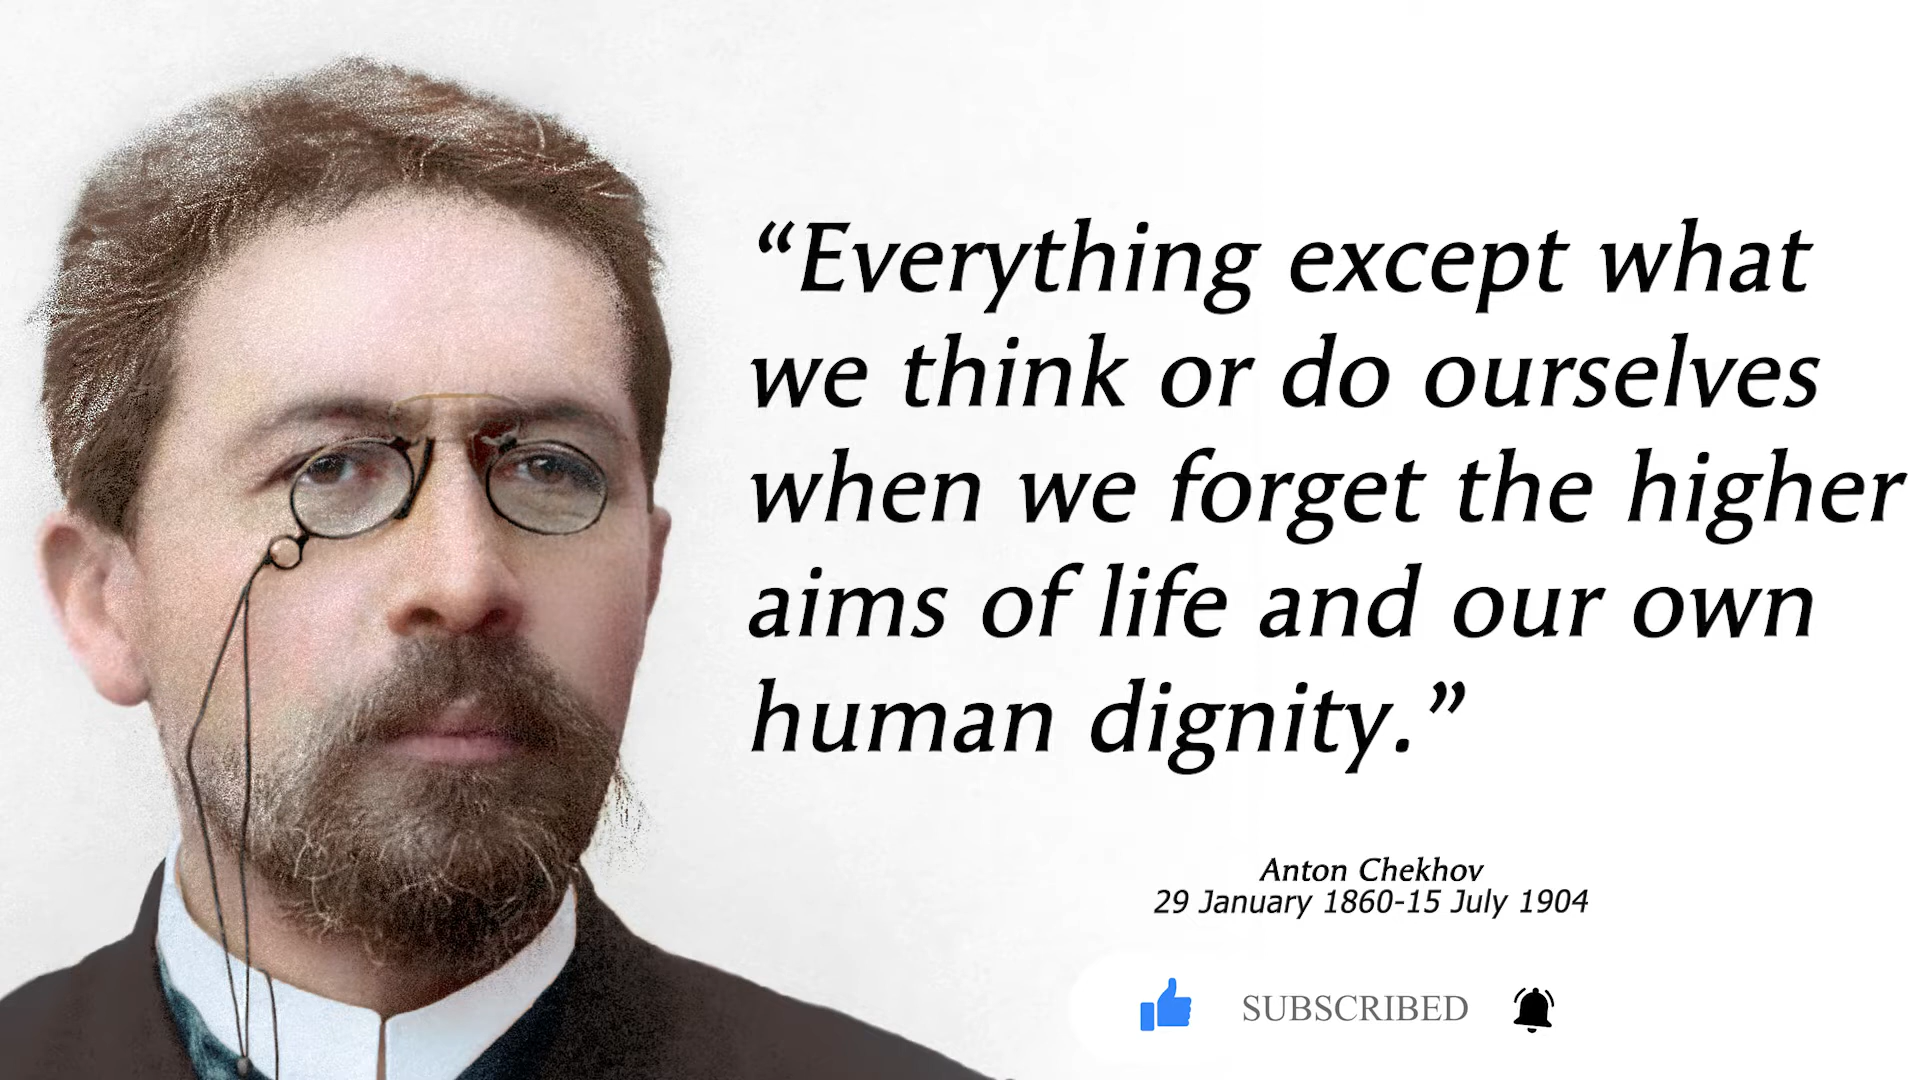 “Everything except what
we think or do ourselves
when we forget the higher
aims of life and our own
human dignity.”
Anton Chekhov
29 January 1860-15 July 1904
SUBSCRIBED